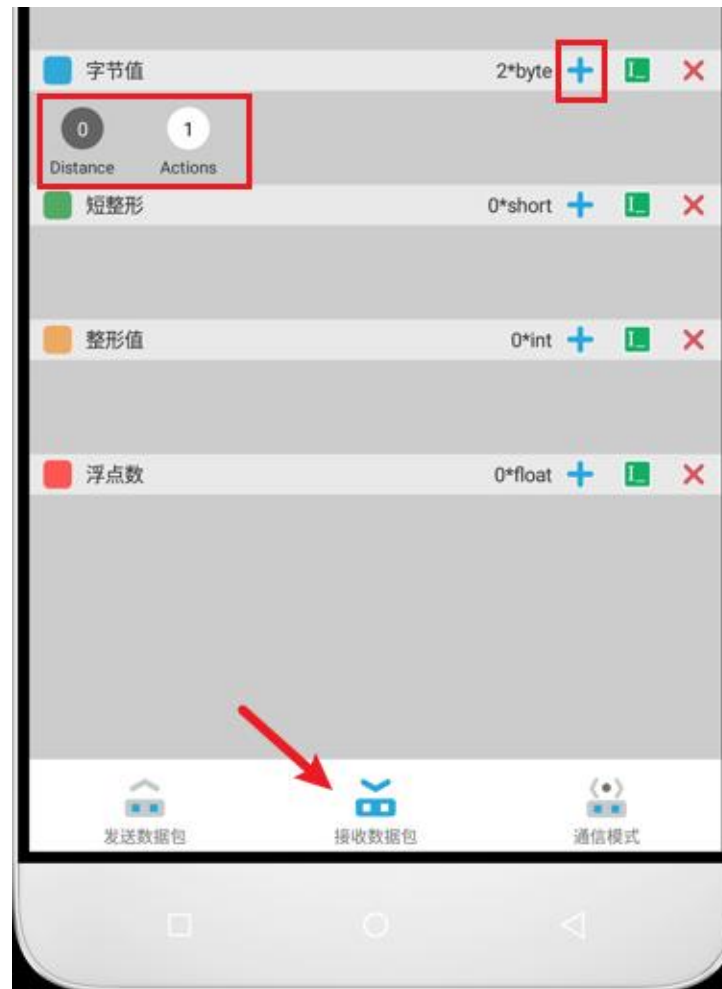 字节值 2*byte
0 1
Distance Actions
短整形 0*short
整形值 0*int
浮点数 0*float
发送数据包 接收数据包 通信模式